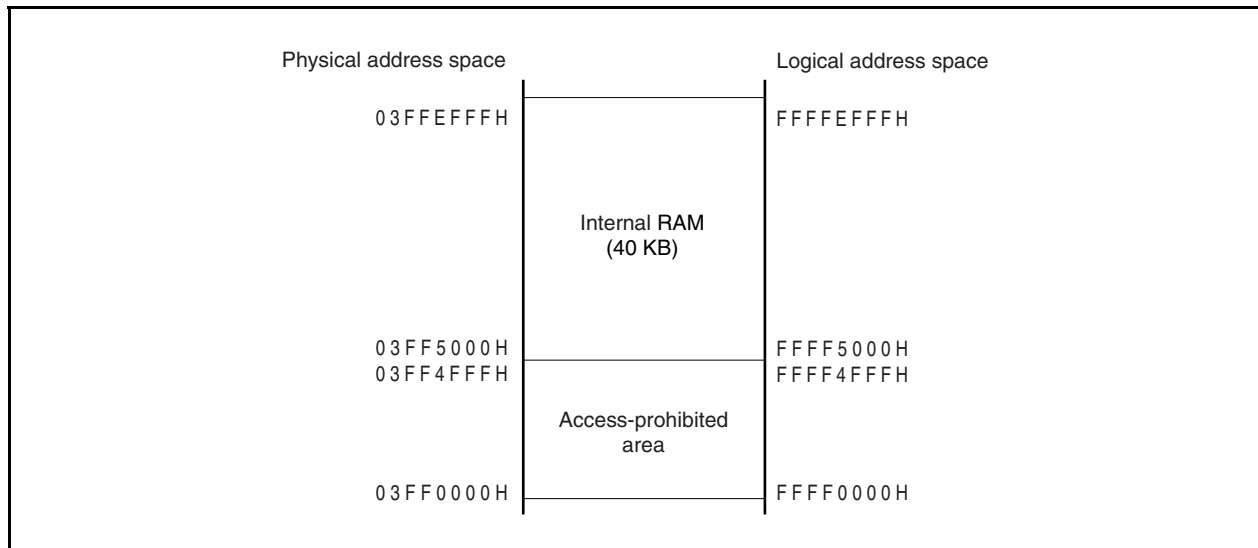 Physical address space
Logical address space
03FFEFFFH
FFFFEFFFH
Internal RAM
(40 KB)
03FF5000H
FFFF5000H
03FF4FFFH
FFFF4FFFH
Access-prohibited
area
03FF0000H
FFFF0000H